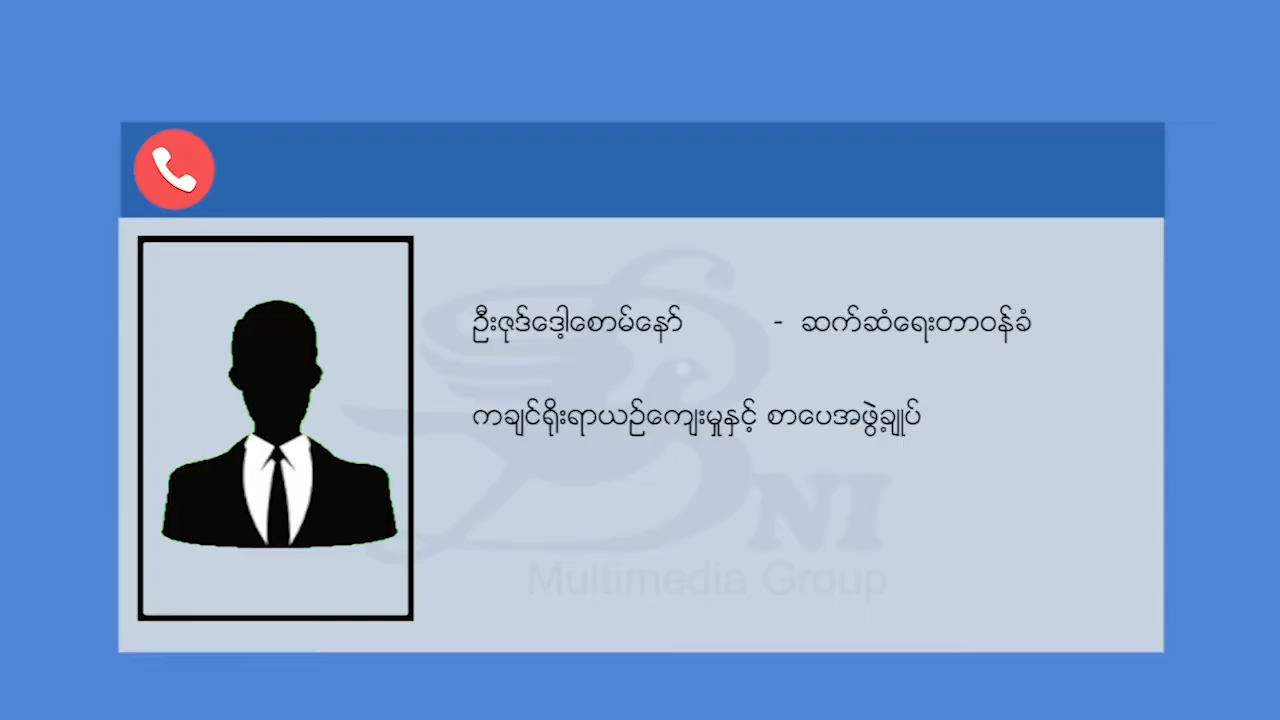 ဦးဇုဒ်ဒေါ့စောမ်နော် - ဆက်ဆံရေးတာဝန်ခံ
ကချင်ရိုးရာယဉ်ကျေးမှုနှင့် စာပေအဖွဲ့ချုပ်
BNI
Multimedia Group